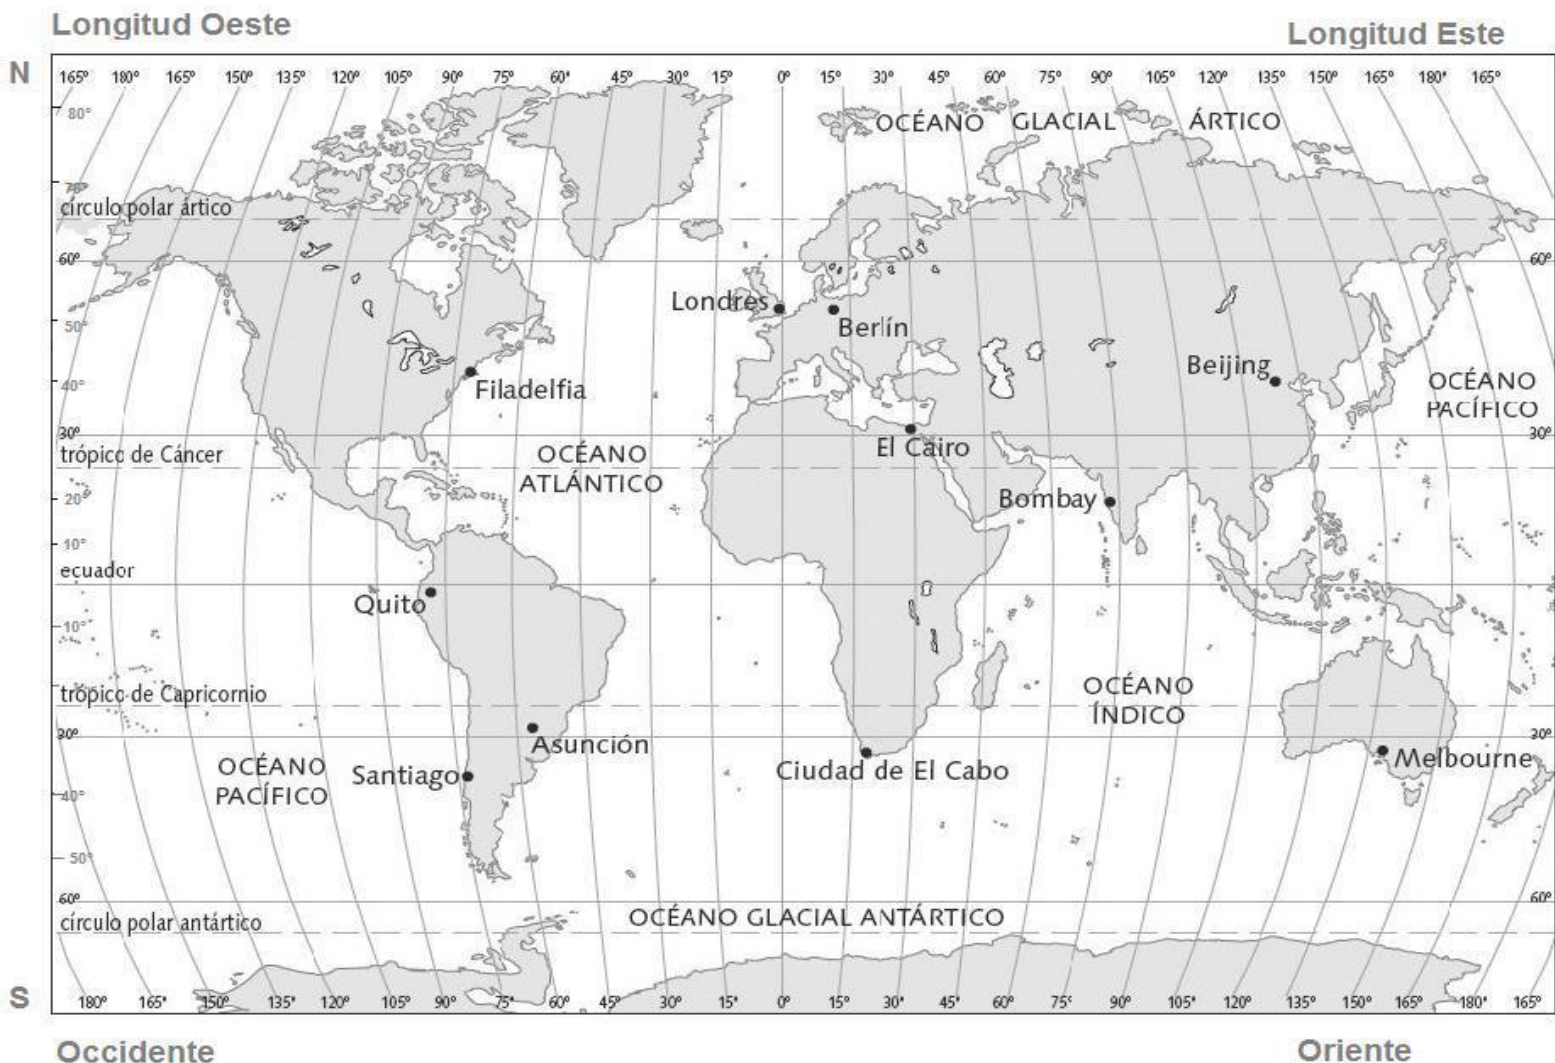 Longitud Oeste
Longitud Este
N
165° 180° 165° 150° 135° 120° 105° 90° 75° 60° 45° 30° 15° 0° 15° 30° 45° 60° 75° 90° 105° 120° 135° 150° 165° 180° 165°
80°
OCÉANO GLACIAL ÁRTICO
70°
círculo polar ártico
60° 60°
Londres
50°
Berlín
Beijing
40°
Filadelfia
OCÉANO
PACÍFICO
30° 30°
El Cairo
trópico de Cáncer
OCÉANO
ATLÁNTICO
20°
Bombay
10°
ecuador
Quito
10°
trópico de Capricornio
OCÉANO
ÍNDICO
30° 30°
Asunción
Melbourne
OCÉANO
PACÍFICO
Santiago
Ciudad de El Cabo
40°
50°
60° 60°
círculo polar antártico
OCÉANO GLACIAL ANTÁRTICO
S
180° 165° 150° 135° 120° 105° 90° 75° 60° 45° 30° 15° 0° 15° 30° 45° 60° 75° 90° 105° 120° 135° 150° 165° 180° 165°
Occidente
Oriente